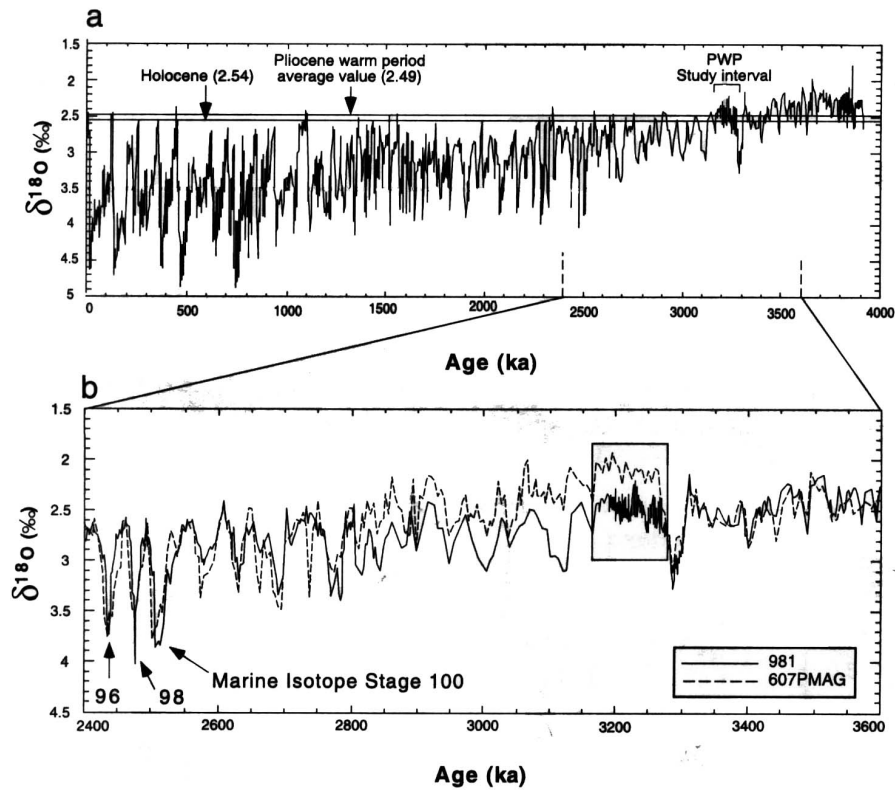 a
1.5
2
2.5
3.0
3.5
4.0
4.5
5
δ18O (‰)
Holocene (2.54)
Pliocene warm period
average value (2.49)
PWP
Study interval
0 500 1000 1500 2000 2500 3000 3500 4000
Age (ka)
b
1.5
2
2.5
3.0
3.5
4
4.5
δ18O (‰)
96
98
Marine Isotope Stage 100
981
607PMAG
2400 2600 2800 3000 3200 3400 3600
Age (ka)